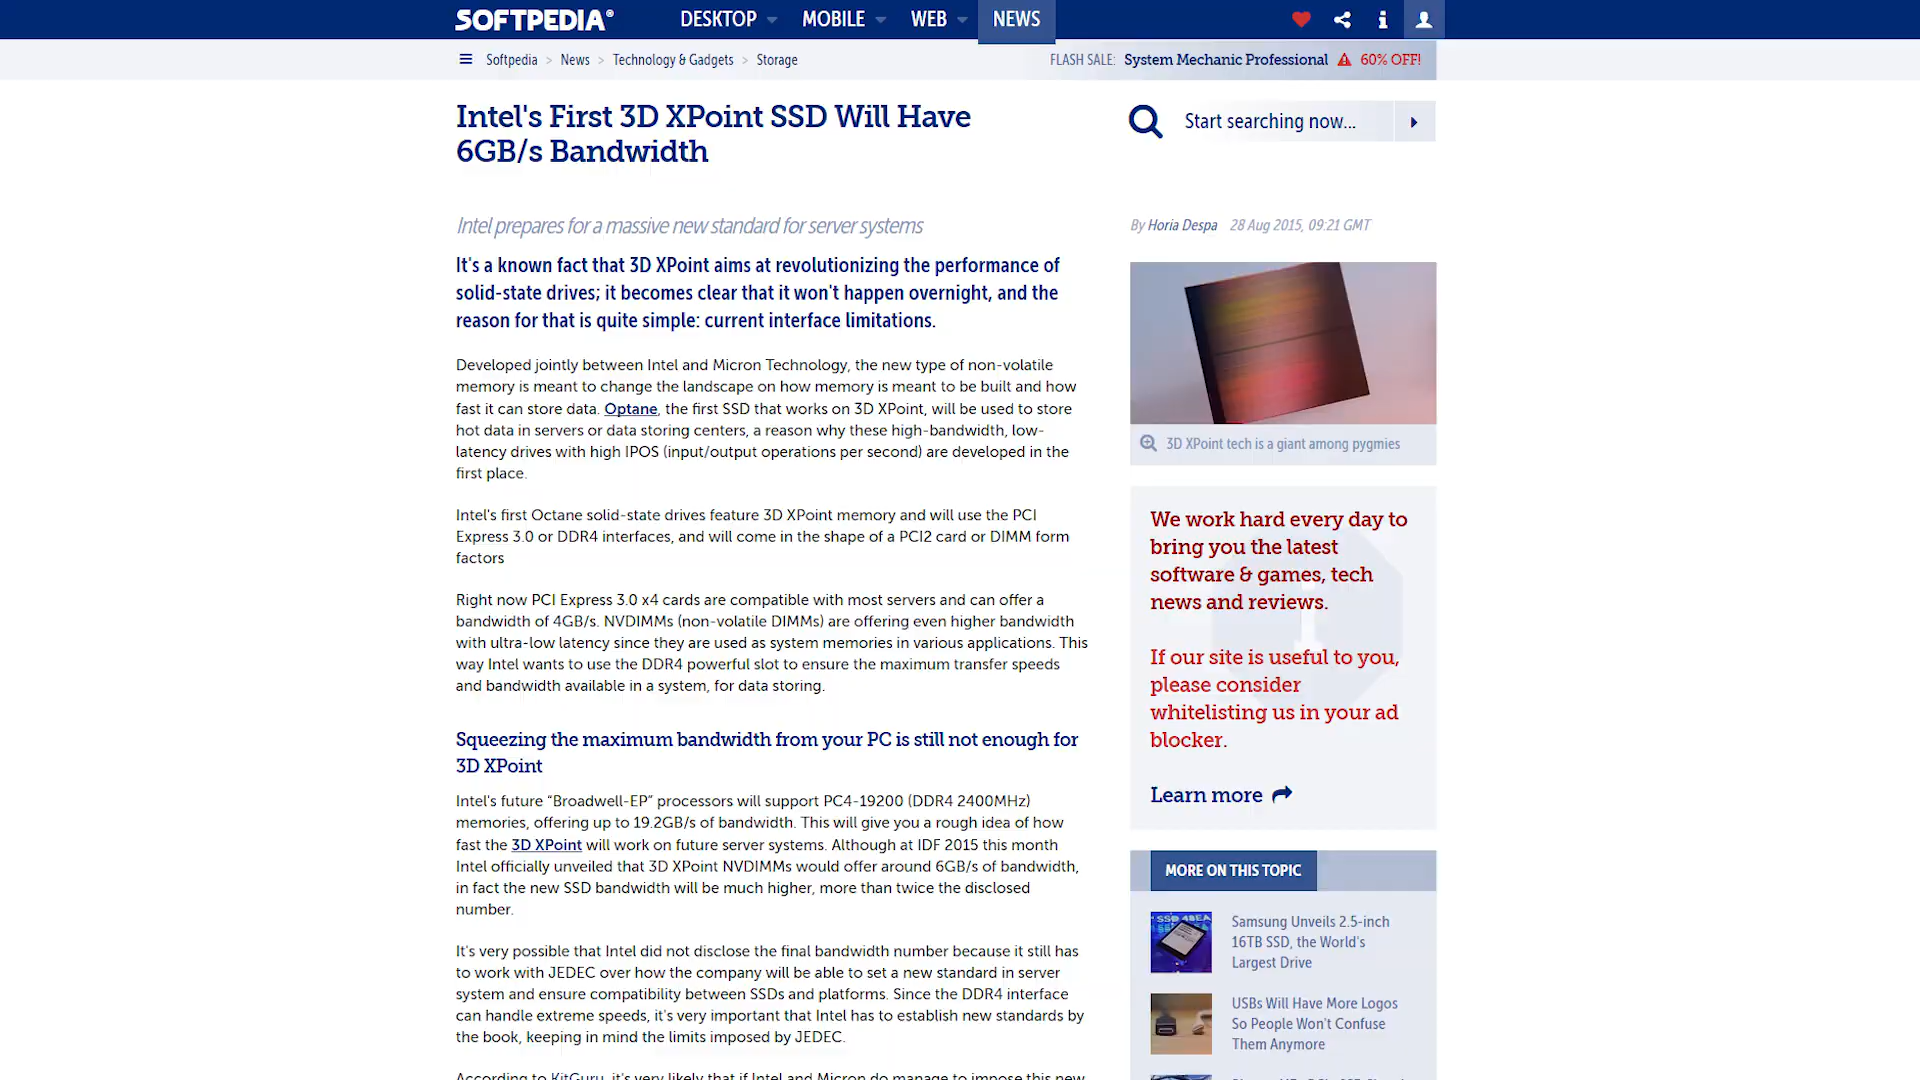 SOFTPEDIA®
DESKTOP
MOBILE
WEB
NEWS
Softpedia > News > Technology & Gadgets > Storage
FLASH SALE: System Mechanic Professional 60% OFF!
Intel's First 3D XPoint SSD Will Have
6GB/s Bandwidth
Start searching now...
Intel prepares for a massive new standard for server systems
By Horia Despa 28 Aug 2015, 09:21 GMT
It's a known fact that 3D XPoint aims at revolutionizing the performance of
solid-state drives; it becomes clear that it won't happen overnight, and the
reason for that is quite simple: current interface limitations.
Developed jointly between Intel and Micron Technology, the new type of non-volatile
memory is meant to change the landscape on how memory is meant to be built and how
fast it can store data. Optane, the first SSD that works on 3D XPoint, will be used to store
hot data in servers or data storing centers, a reason why these high-bandwidth, low-
latency drives with high IPOS (input/output operations per second) are developed in the
first place.
Intel's first Octane solid-state drives feature 3D XPoint memory and will use the PCI
Express 3.0 or DDR4 interfaces, and will come in the shape of a PCI2 card or DIMM form
factors
Right now PCI Express 3.0 x4 cards are compatible with most servers and can offer a
bandwidth of 4GB/s. NVDIMMs (non-volatile DIMMs) are offering even higher bandwidth
with ultra-low latency since they are used as system memories in various applications. This
way Intel wants to use the DDR4 powerful slot to ensure the maximum transfer speeds
and bandwidth available in a system, for data storing.
Squeezing the maximum bandwidth from your PC is still not enough for
3D XPoint
Intel's future “Broadwell-EP” processors will support PC4-19200 (DDR4 2400MHz)
memories, offering up to 19.2GB/s of bandwidth. This will give you a rough idea of how
fast the 3D XPoint will work on future server systems. Although at IDF 2015 this month
Intel officially unveiled that 3D XPoint NVDIMMs would offer around 6GB/s of bandwidth,
in fact the new SSD bandwidth will be much higher, more than twice the disclosed
number.
It's very possible that Intel did not disclose the final bandwidth number because it still has
to work with JEDEC over how the company will be able to set a new standard in server
system and ensure compatibility between SSDs and platforms. Since the DDR4 interface
can handle extreme speeds, it's very important that Intel has to establish new standards by
the book, keeping in mind the limits imposed by JEDEC.
According to KitGuru, it's very likely that if Intel and Micron do manage to impose this new
3D XPoint tech is a giant among pygmies
We work hard every day to
bring you the latest
software & games, tech
news and reviews.
If our site is useful to you,
please consider
whitelisting us in your ad
blocker.
Learn more
MORE ON THIS TOPIC
Samsung Unveils 2.5-inch
16TB SSD, the World's
Largest Drive
USBs Will Have More Logos
So People Won't Confuse
Them Anymore